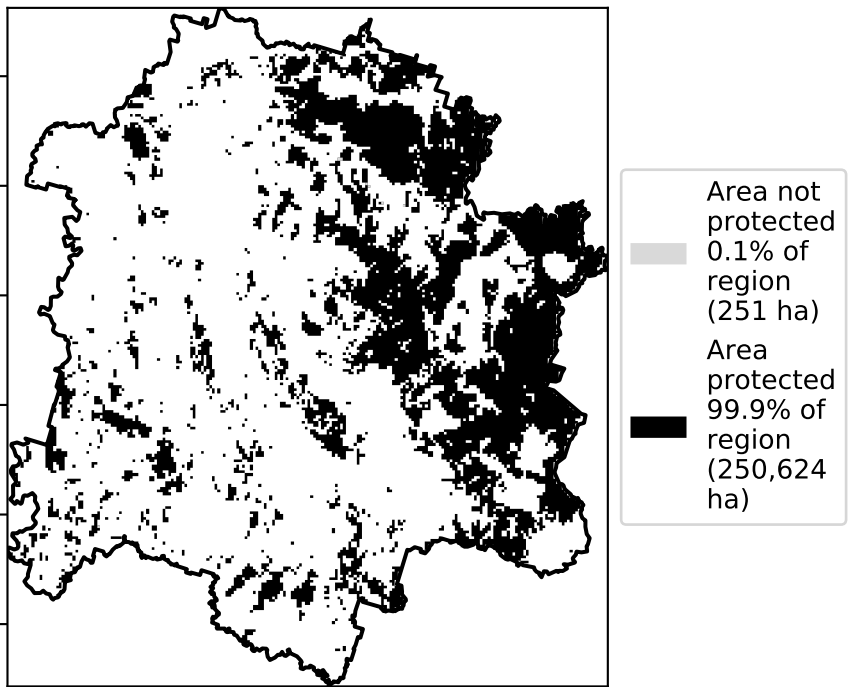 Area not
protected
0.1% of
region
(251 ha)
Area
protected
99.9% of
region
(250,624
ha)